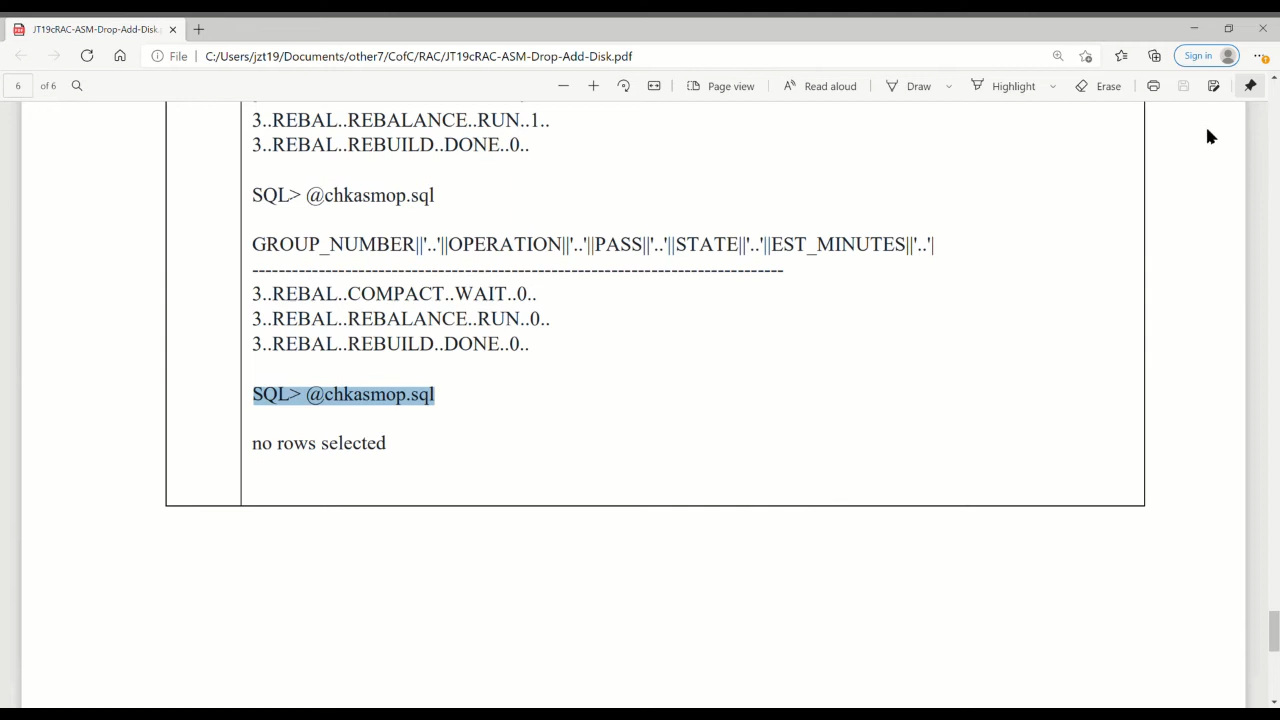 JT19cRAC-ASM-Drop-Add-Disk
File C:/Users/jzt19/Documents/other7/CofC/RAC/JT19cRAC-ASM-Drop-Add-Disk.pdf
Sign in
6 of 6
Page view
Read aloud
Draw
Highlight
Erase
3..REBAL..REBALANCE..RUN..1..
3..REBAL..REBUILD..DONE..0..
SQL> @chkasmop.sql
GROUP_NUMBER||'..'||OPERATION||'..'||PASS||'..'||STATE||'..'||EST_MINUTES||'..'|
--------------------------------------------------------------------------------
3..REBAL..COMPACT..WAIT..0..
3..REBAL..REBALANCE..RUN..0..
3..REBAL..REBUILD..DONE..0..
SQL> @chkasmop.sql
no rows selected